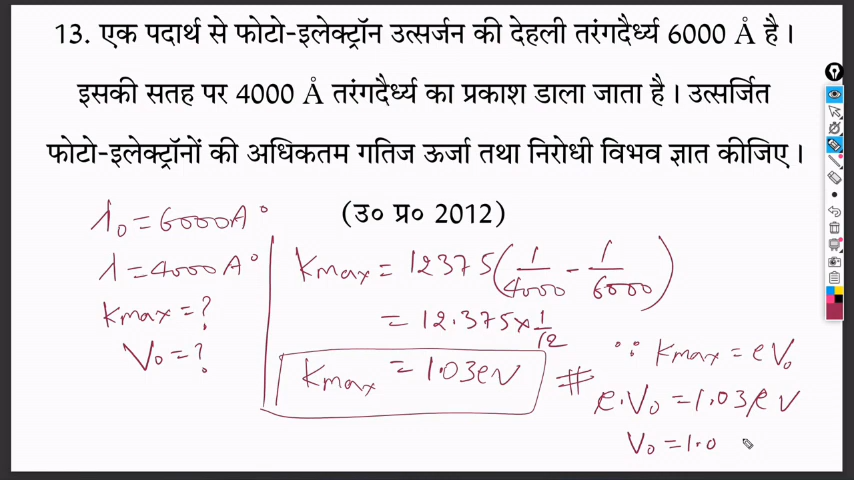 13. एक पदार्थ से फोटो-इलेक्ट्रॉन उत्सर्जन की देहली तरंगदैर्ध्य 6000 Å है।
इसकी सतह पर 4000 Å तरंगदैर्ध्य का प्रकाश डाला जाता है। उत्सर्जित
फोटो-इलेक्ट्रॉनों की अधिकतम गतिज ऊर्जा तथा निरोधी विभव ज्ञात कीजिए।
(उ० प्र० 2012)
λ₀ = 6000A°
λ = 4000A°
Kmax = ?
V₀ = ?
Kmax = 12375(1/4000 - 1/6000)
= 12.375 × 1/12
Kmax = 1.03eV
#
∵ Kmax = eV₀
e.V₀ = 1.03eV
V₀ = 1.0